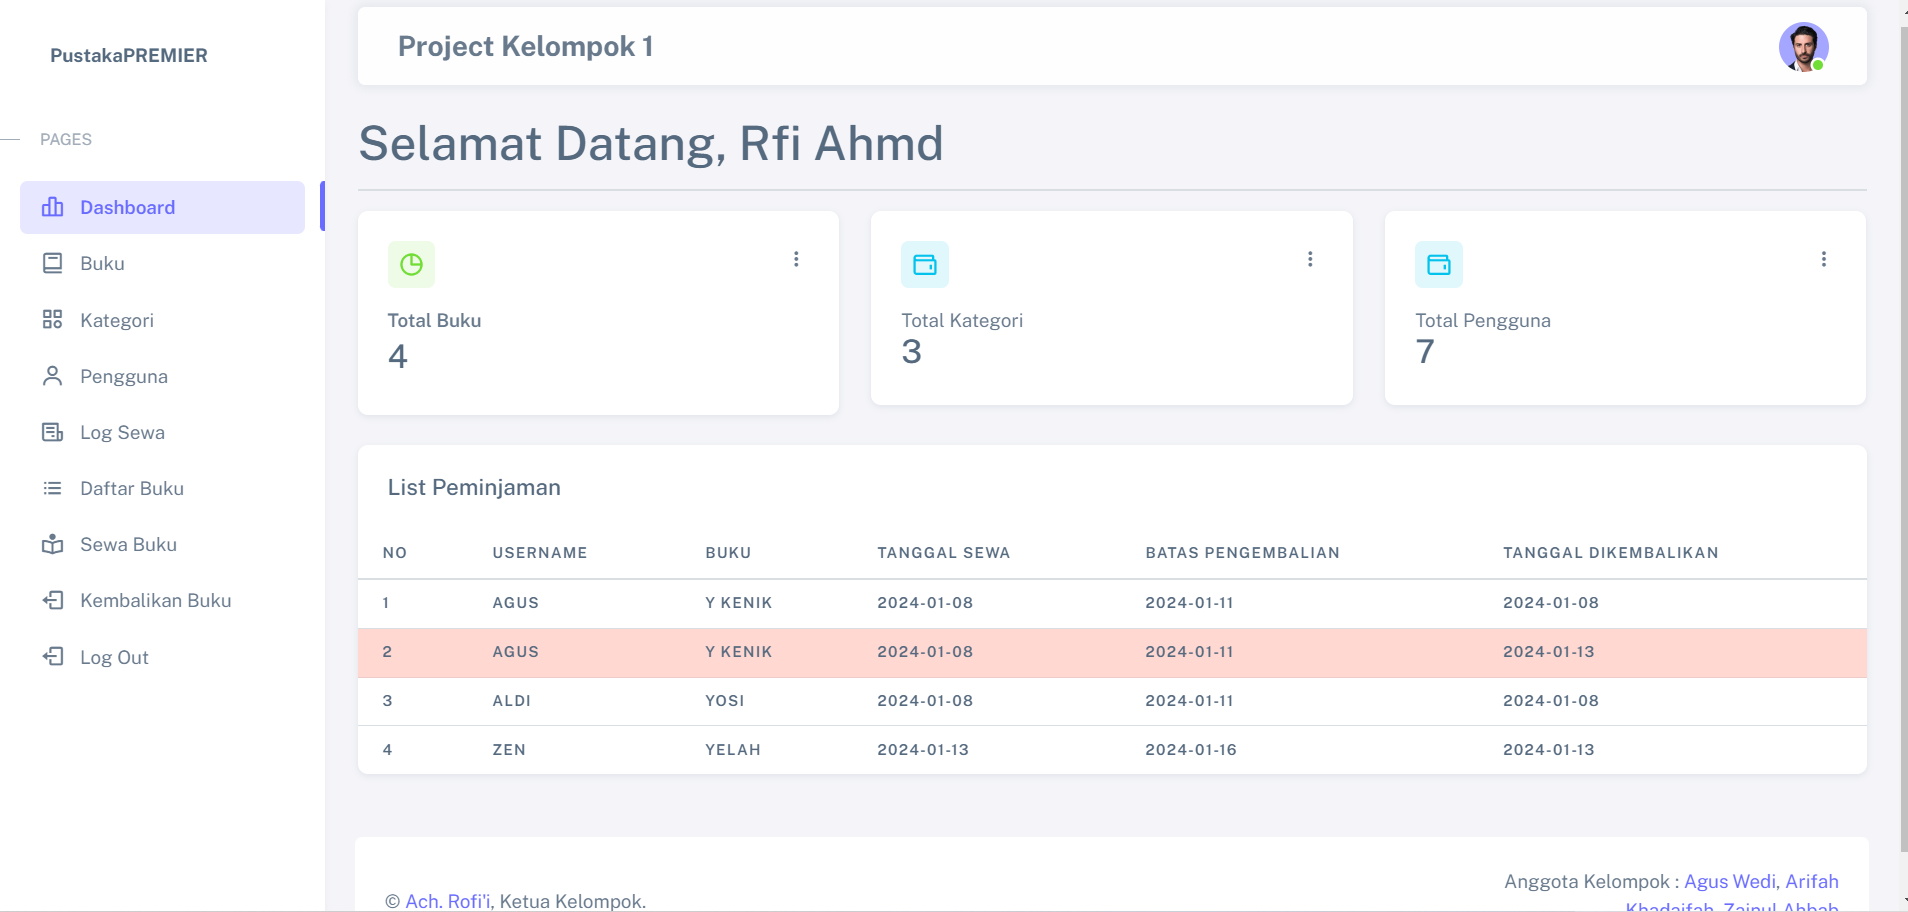 PustakaPREMIER
PAGES
Dashboard
Buku
Kategori
Pengguna
Log Sewa
Daftar Buku
Sewa Buku
Kembalikan Buku
Log Out
Project Kelompok 1
Selamat Datang, Rfi Ahmd
Total Buku
4
Total Kategori
3
Total Pengguna
7
List Peminjaman
NO USERNAME BUKU TANGGAL SEWA BATAS PENGEMBALIAN TANGGAL DIKEMBALIKAN
1 AGUS Y KENIK 2024-01-08 2024-01-11 2024-01-08
2 AGUS Y KENIK 2024-01-08 2024-01-11 2024-01-13
3 ALDI YOSI 2024-01-08 2024-01-11 2024-01-08
4 ZEN YELAH 2024-01-13 2024-01-16 2024-01-13
© Ach. Rofi'i, Ketua Kelompok.
Anggota Kelompok : Agus Wedi, Arifah
Khadaifah, Zainul Ahbab